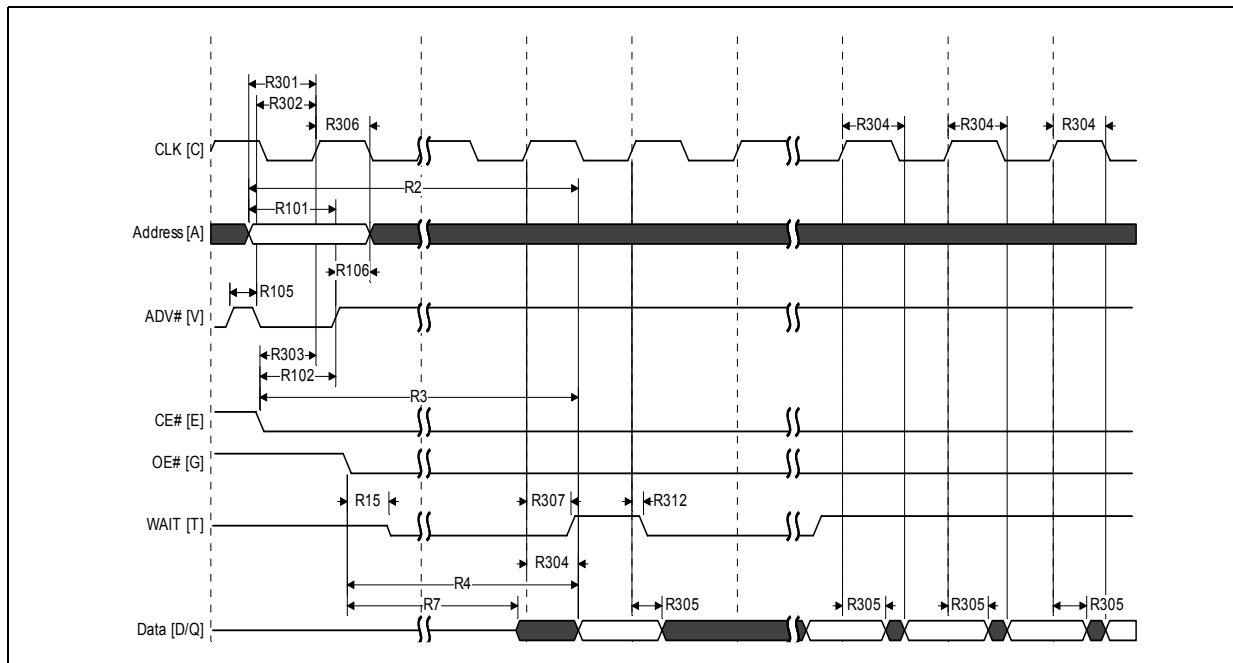 R301
R302
R306 R304 R304 R304
CLK [C]
R2
R101
Address [A]
R106
R105
ADV# [V]
R303
R102
R3
CE# [E]
OE# [G]
R15 R307 R312
WAIT [T]
R304
R4
R7 R305 R305 R305 R305
Data [D/Q]